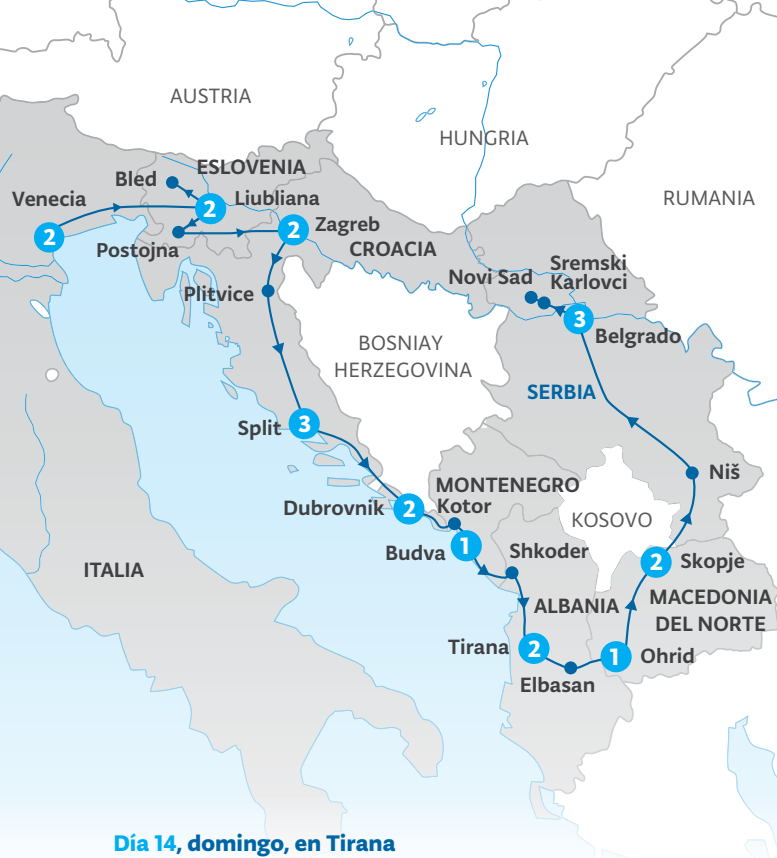 AUSTRIA
HUNGRIA
ESLOVENIA
Bled
Venecia
Liubliana
2
RUMANIA
2
Zagreb
2
Postojna
CROACIA
Sremski
Karlovci
Novi Sad
Plitvice
3
Belgrado
BOSNIAY
HERZEGOVINA
SERBIA
Split
3
Niš
MONTENEGRO
Kotor
Dubrovnik
2
KOSOVO
Budva
1
Shkoder
2
Skopje
ITALIA
ALBANIA
MACEDONIA
DEL NORTE
Tirana
2
1
Ohrid
Elbasan
Día 14, domingo, en Tirana